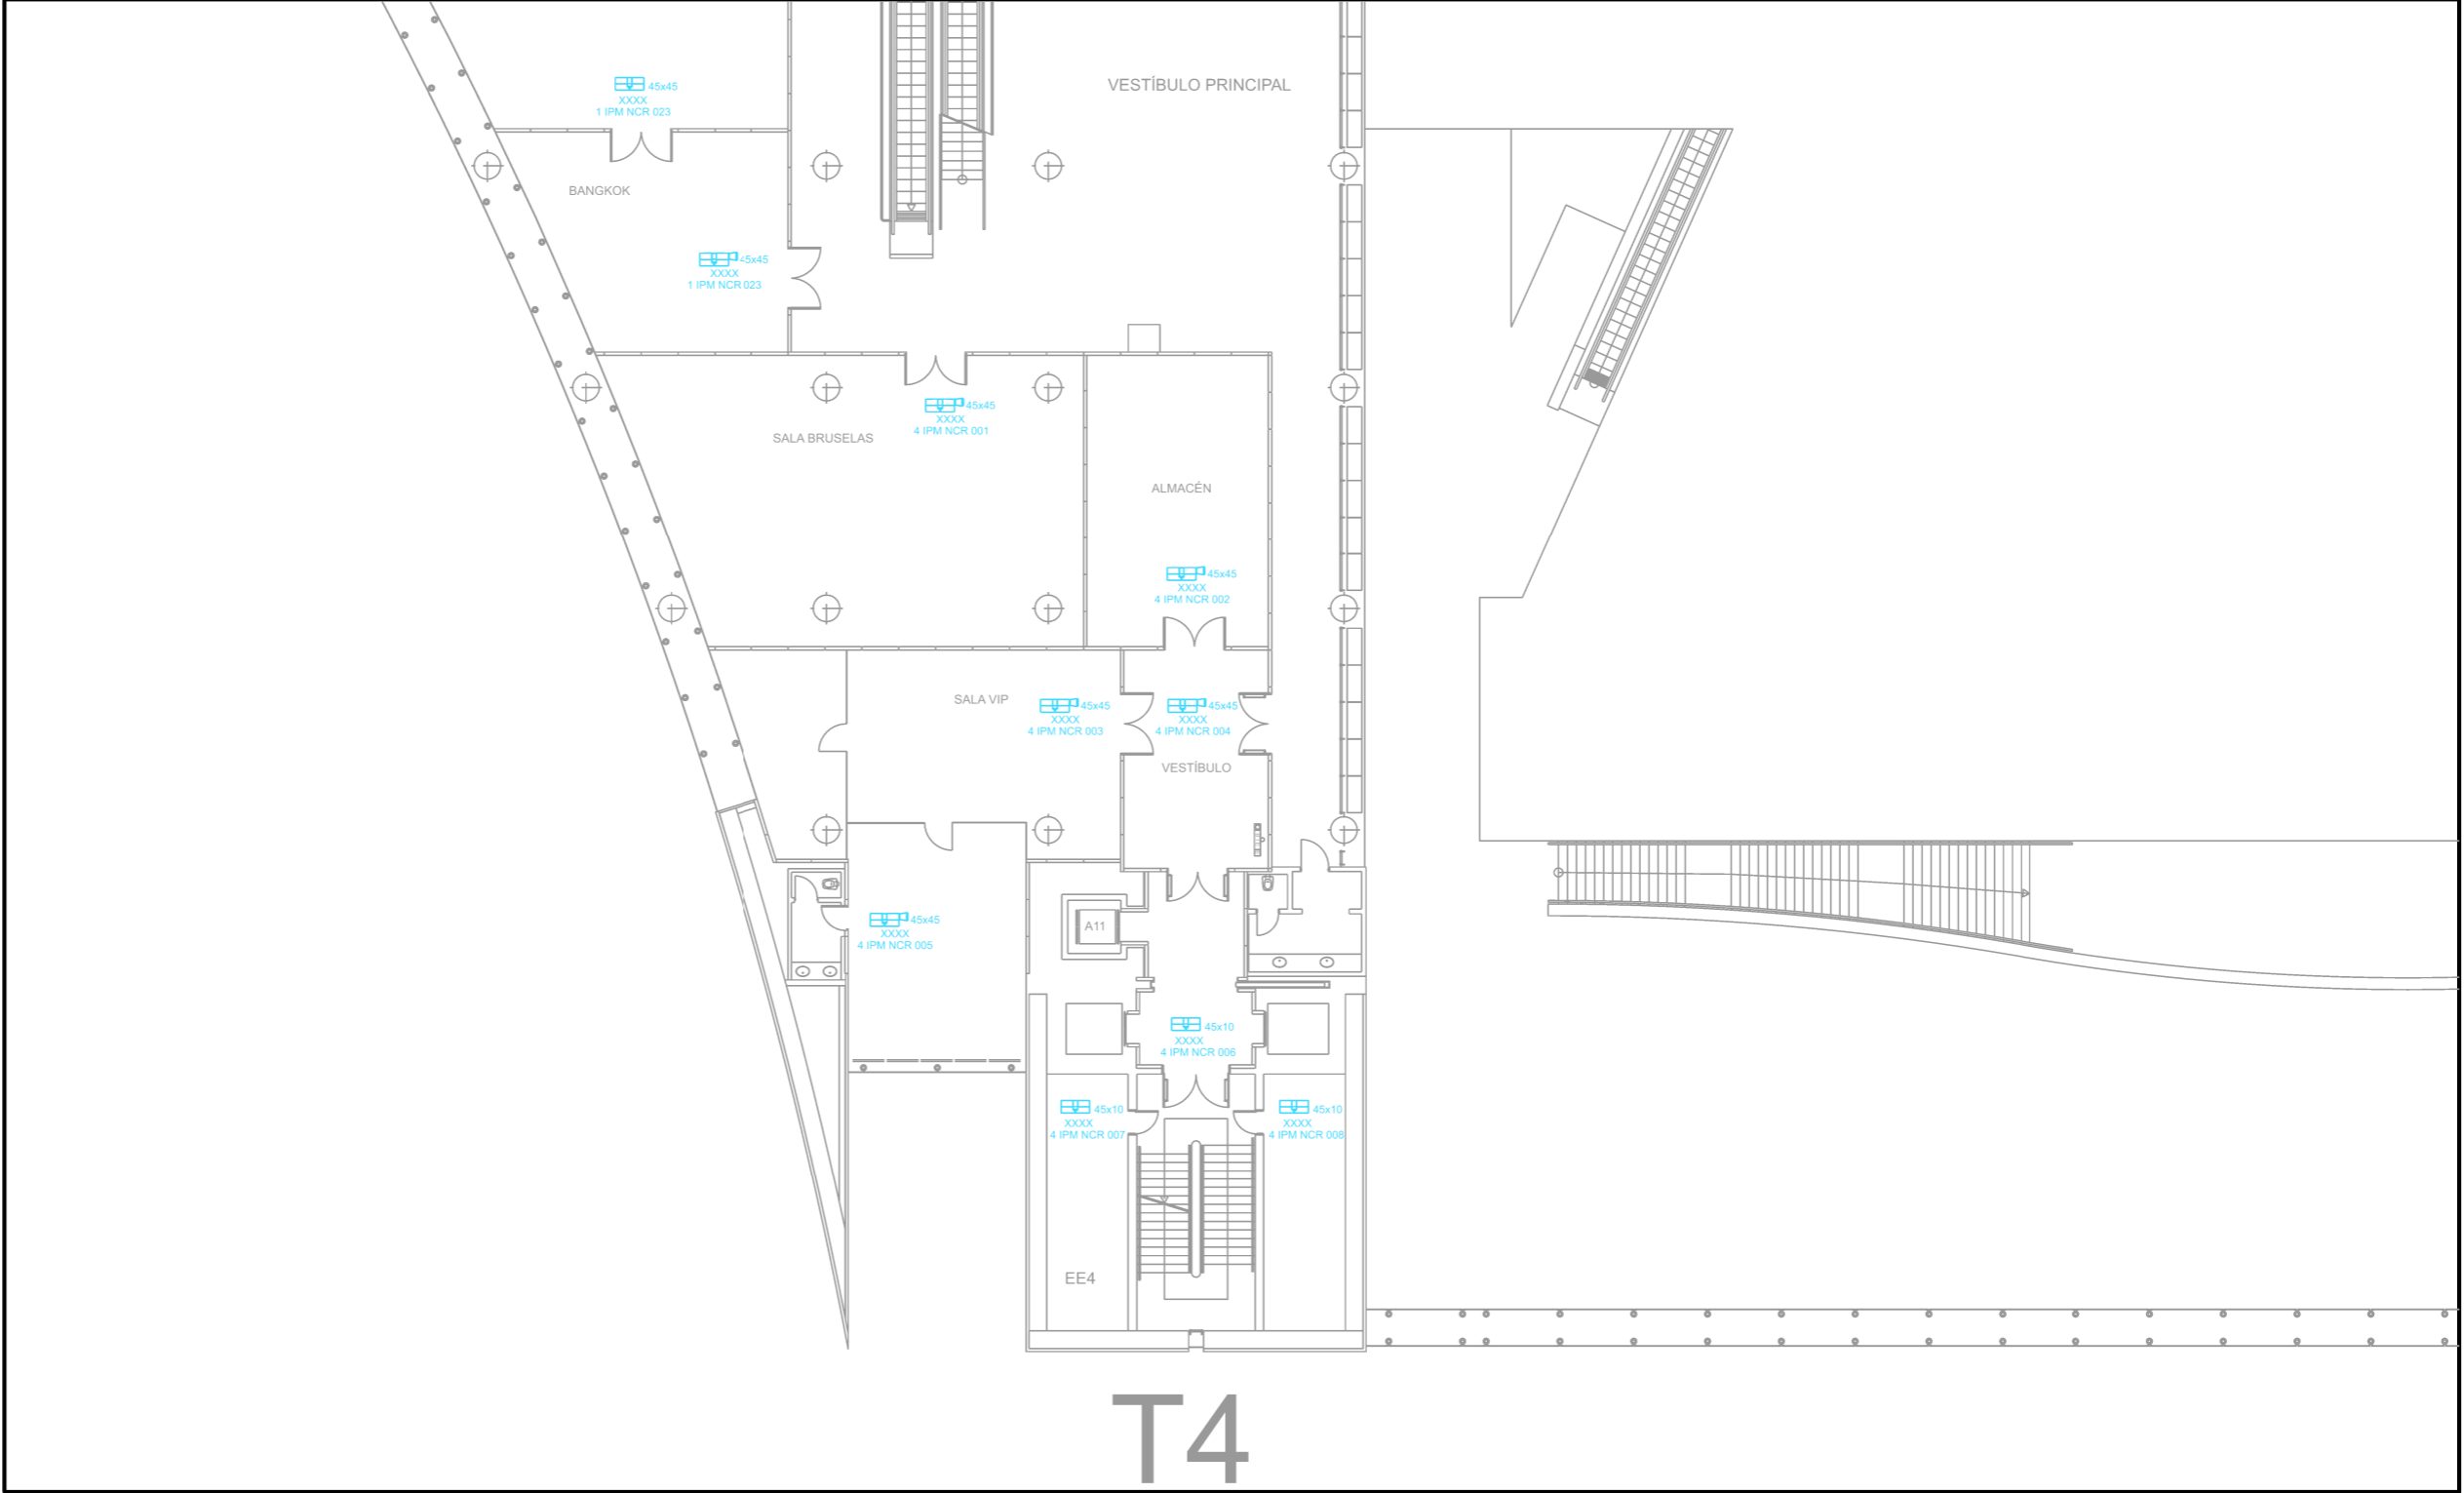 VESTÍBULO PRINCIPAL
45x45
XXXX
1 IPM NCR 023
BANGKOK
45x45
XXXX
1 IPM NCR 023
45x45
XXXX
4 IPM NCR 001
SALA BRUSELAS
ALMACÉN
45x45
XXXX
4 IPM NCR 002
SALA VIP
45x45
XXXX
4 IPM NCR 003
45x45
XXXX
4 IPM NCR 004
VESTÍBULO
45x45
XXXX
4 IPM NCR 005
A11
45x10
XXXX
4 IPM NCR 006
45x10
XXXX
4 IPM NCR 007
45x10
XXXX
4 IPM NCR 008
EE4
T4